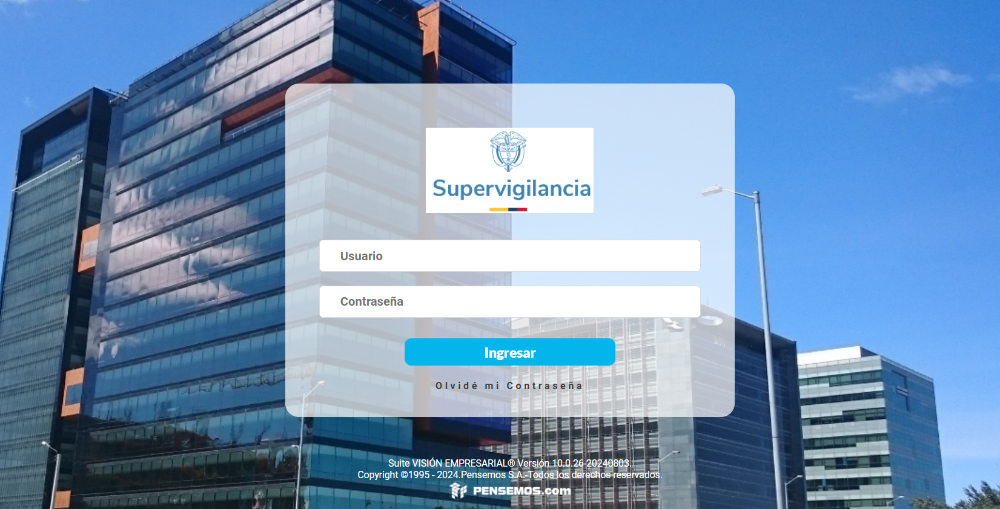 Supervigilancia
Usuario
Contraseña
Ingresar
Olvidé mi Contraseña
Suite VISIÓN EMPRESARIAL® Versión 10.0.26-20240803.
Copyright ©1995 - 2024.Pensemos S.A.-Todos los derechos reservados.
PENSEMOS.com